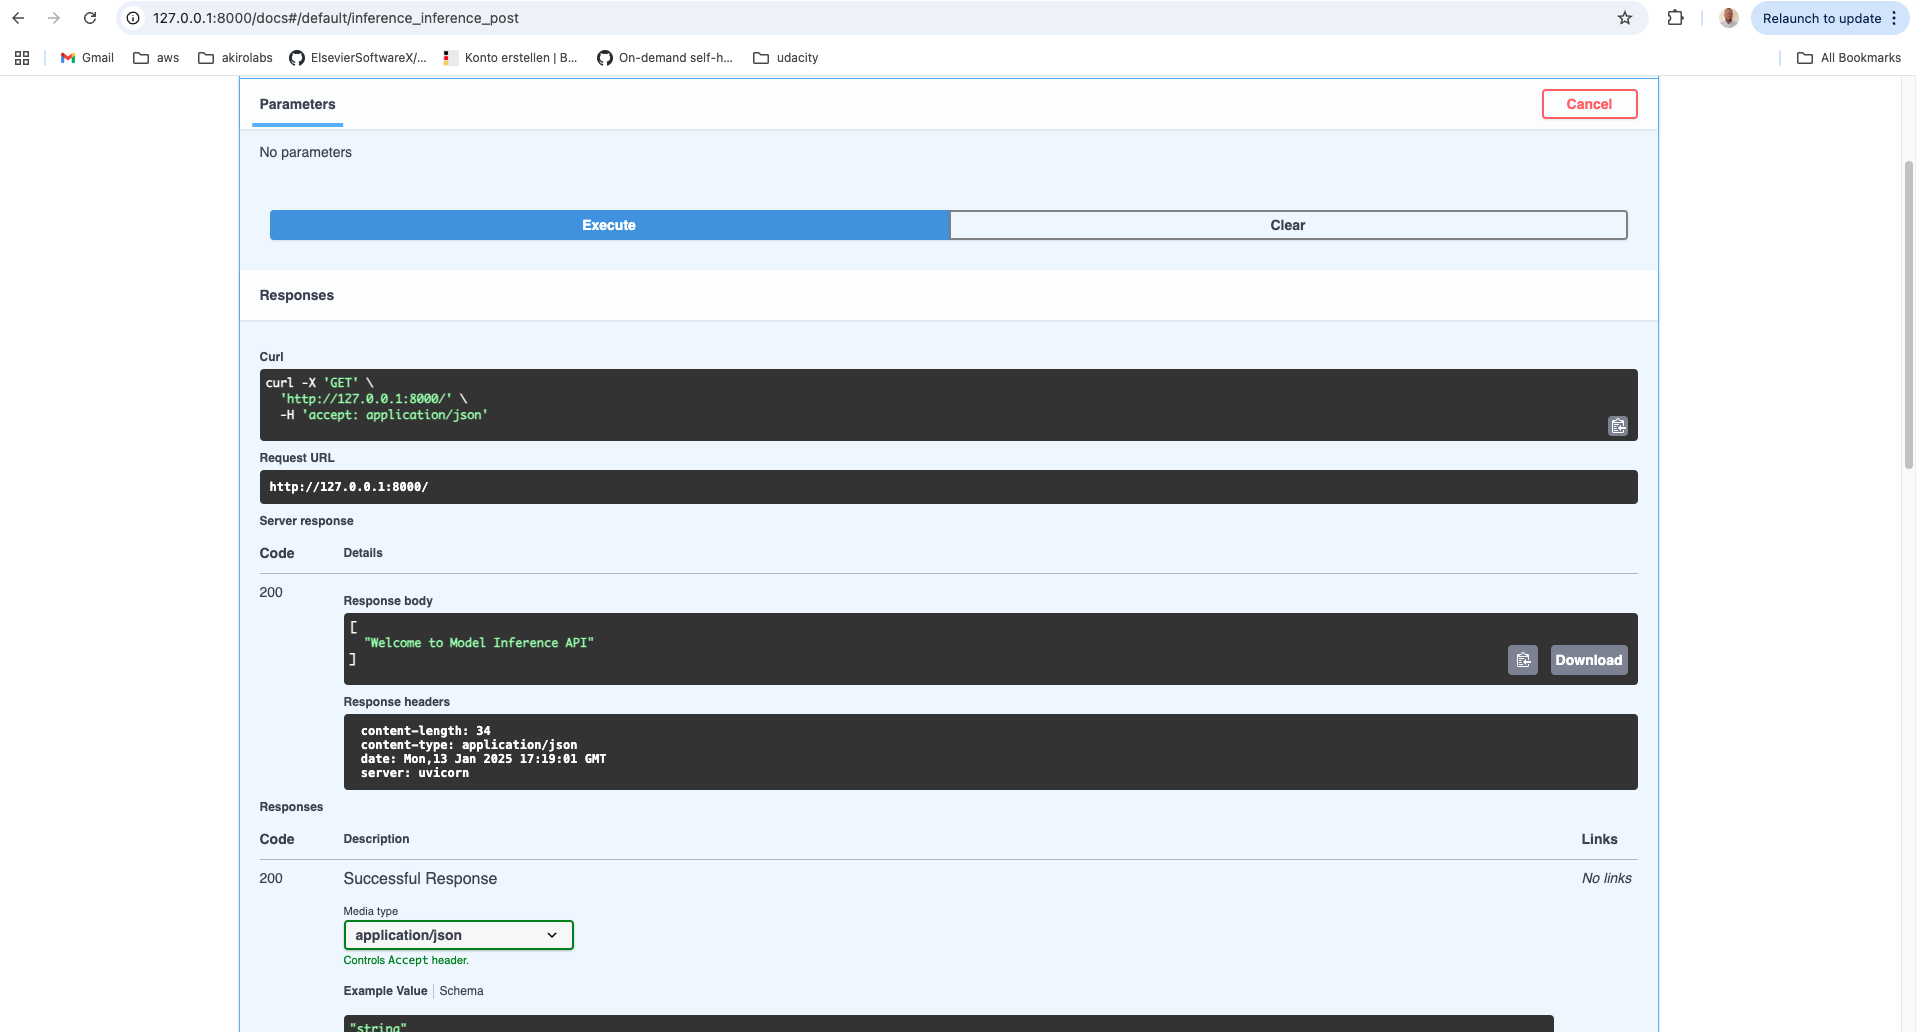 127.0.0.1:8000/docs#/default/inference_inference_post
Relaunch to update
Gmail
aws
akirolabs
ElsevierSoftwareX/...
Konto erstellen | B...
On-demand self-h...
udacity
All Bookmarks
Parameters
Cancel
No parameters
Execute
Clear
Responses
Curl
curl -X 'GET' \
'http://127.0.0.1:8000/' \
-H 'accept: application/json'
Request URL
http://127.0.0.1:8000/
Server response
Code Details
200
Response body
[
"Welcome to Model Inference API"
]
Download
Response headers
content-length: 34
content-type: application/json
date: Mon,13 Jan 2025 17:19:01 GMT
server: uvicorn
Responses
Code Description Links
200 Successful Response No links
Media type
application/json
Controls Accept header.
Example Value Schema
"string"